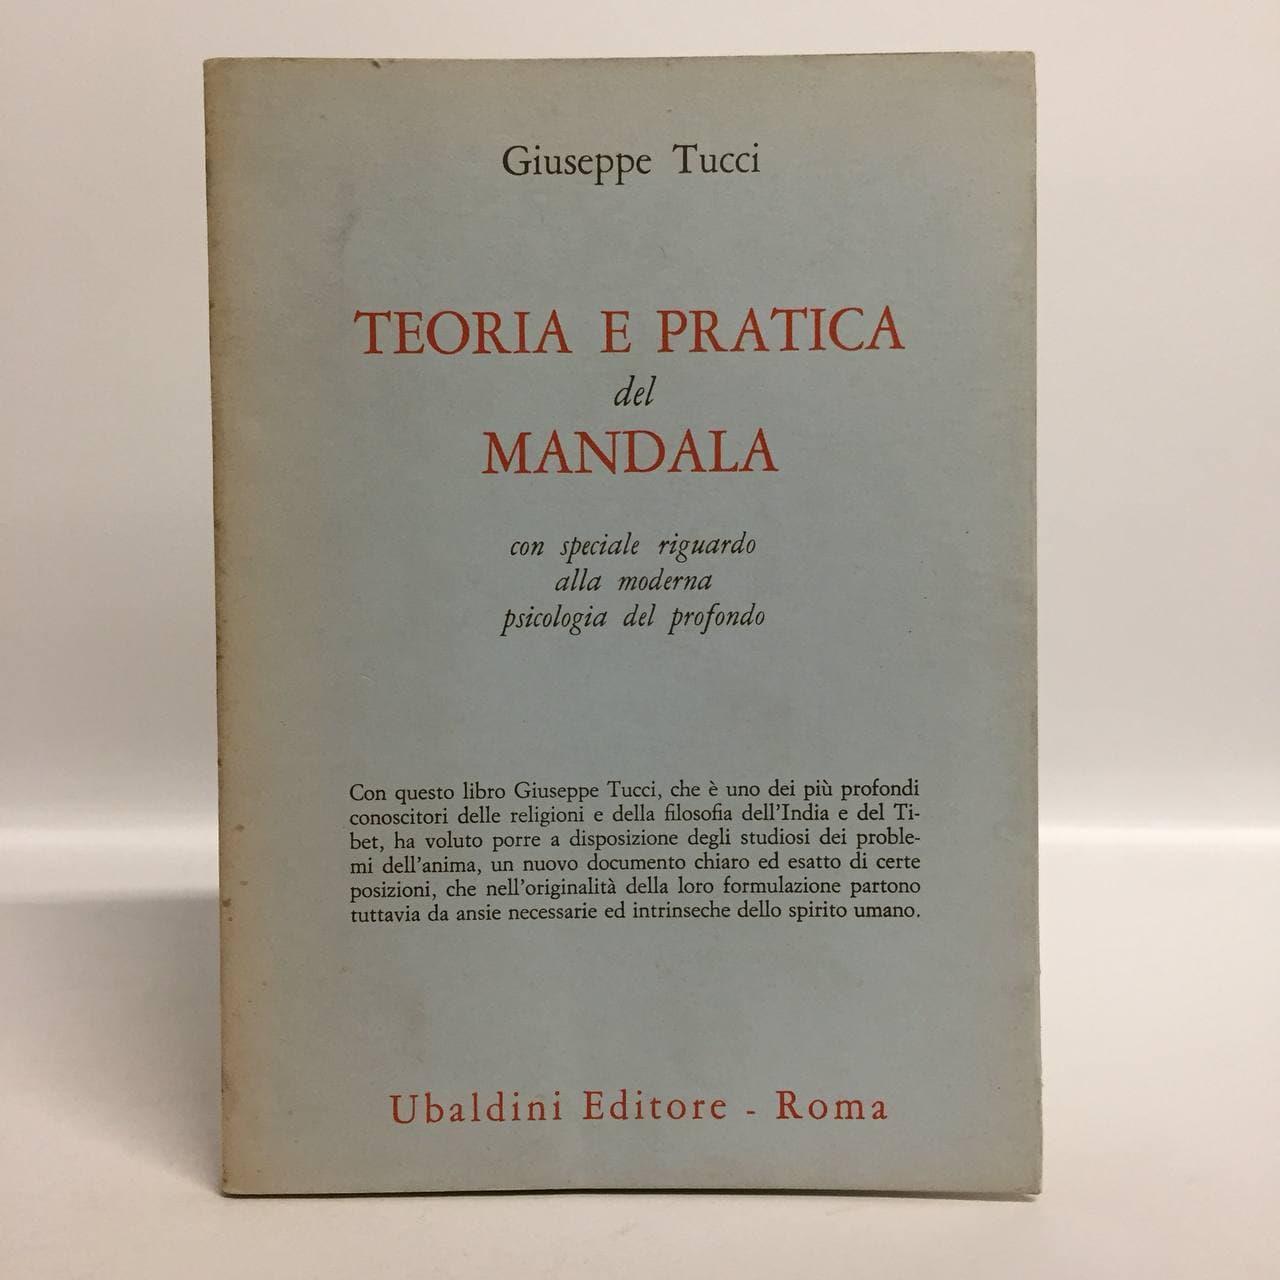 Giuseppe Tucci
TEORIA E PRATICA
del
MANDALA
con speciale riguardo
alla moderna
psicologia del profondo
Con questo libro Giuseppe Tucci, che è uno dei più profondi
conoscitori delle religioni e della filosofia dell'India e del Ti-
bet, ha voluto porre a disposizione degli studiosi dei proble-
mi dell'anima, un nuovo documento chiaro ed esatto di certe
posizioni, che nell'originalità della loro formulazione partono
tuttavia da ansie necessarie ed intrinseche dello spirito umano.
Ubaldini Editore - Roma